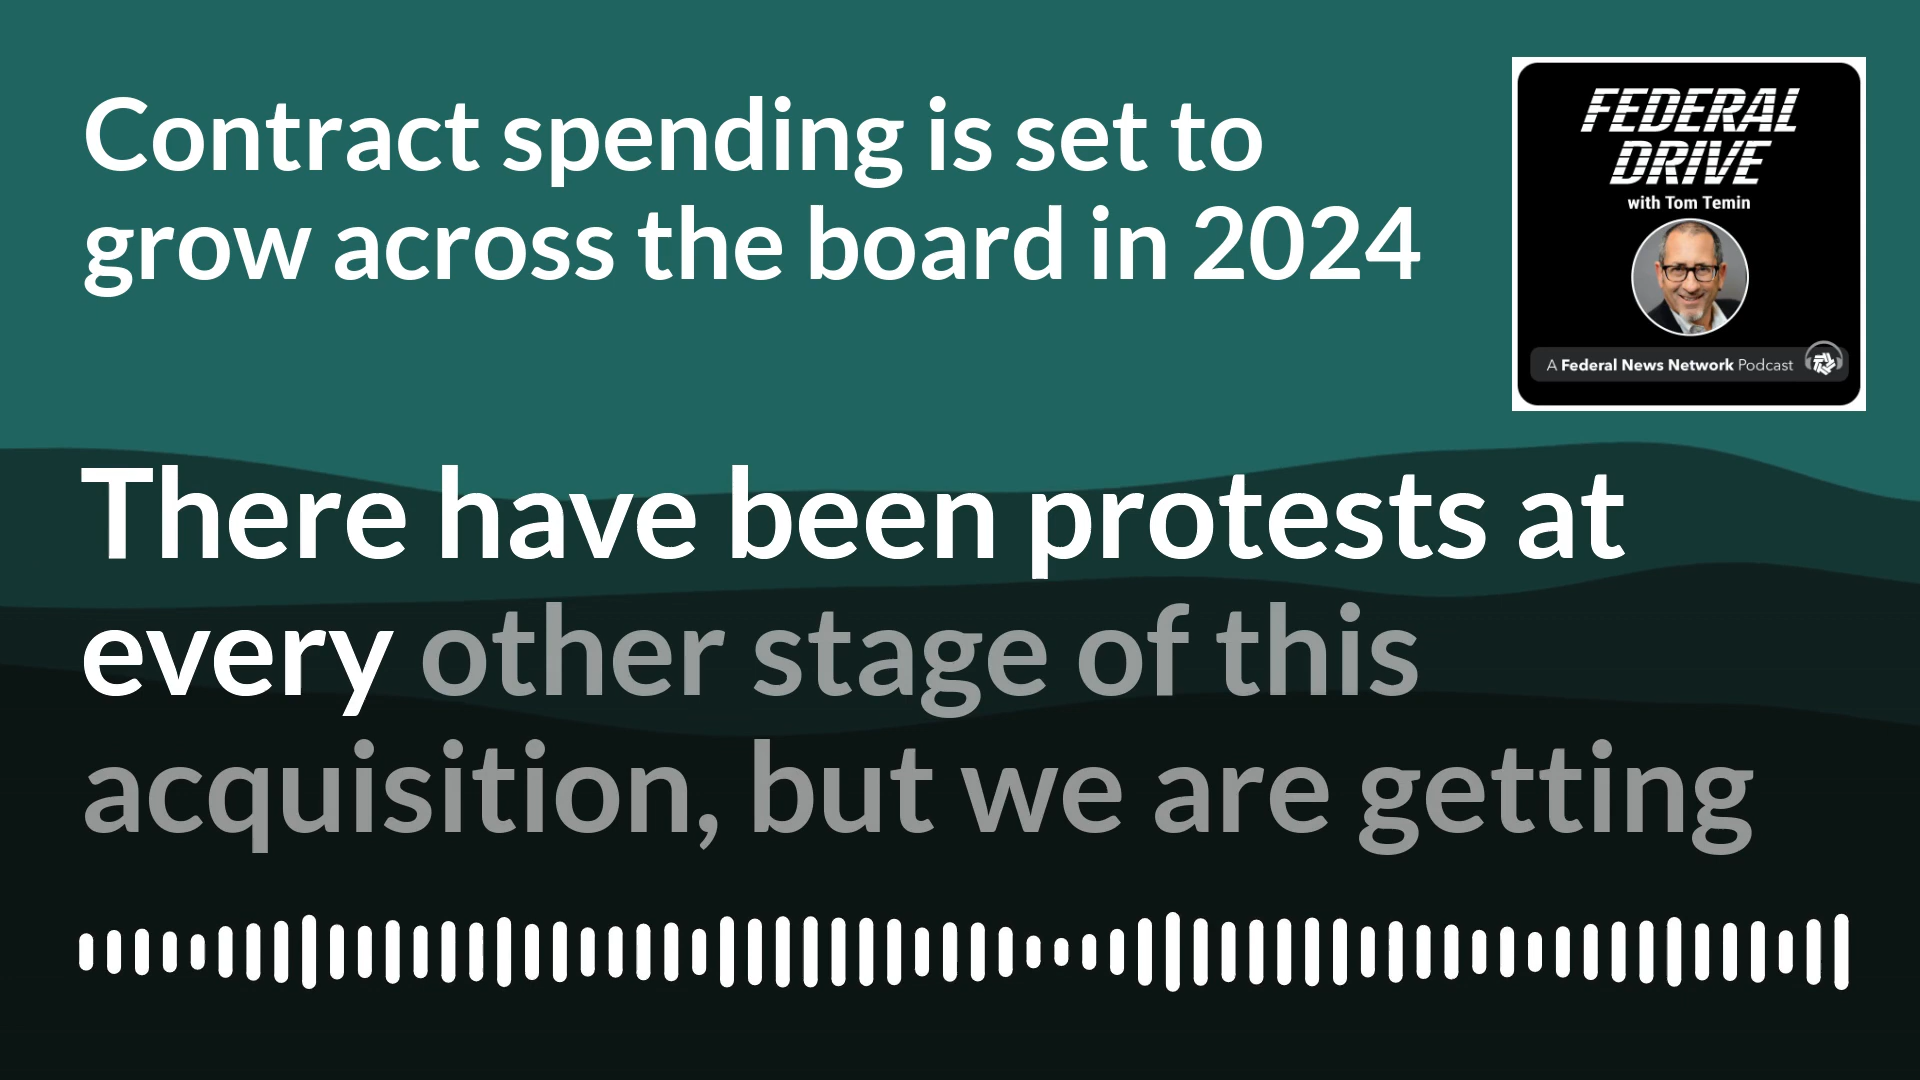 Contract spending is set to
grow across the board in 2024
FEDERAL
DRIVE
with Tom Temin
A Federal News Network Podcast
There have been protests at
every other stage of this
acquisition, but we are getting